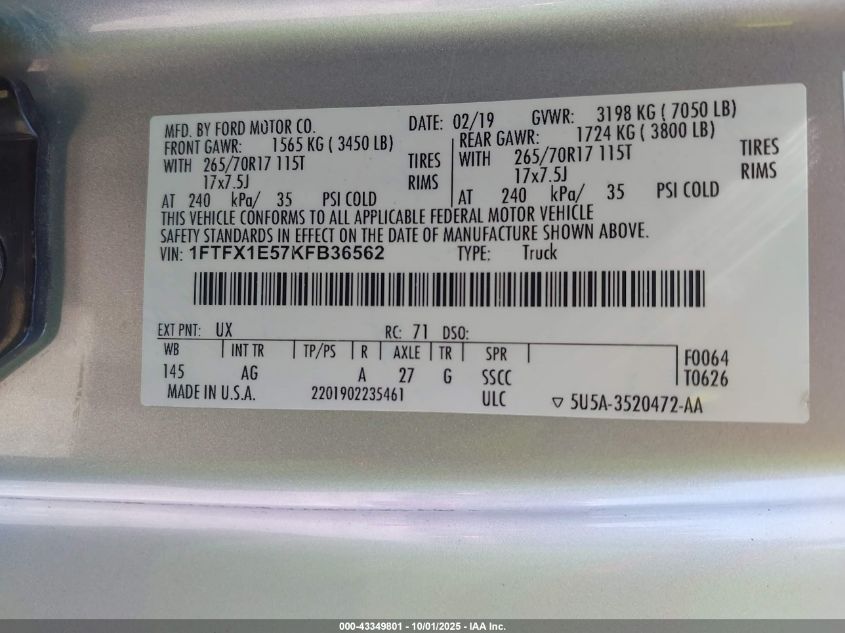 MFD. BY FORD MOTOR CO. DATE: 02/19 GVWR: 3198 KG ( 7050 LB)
FRONT GAWR: 1565 KG ( 3450 LB) REAR GAWR: 1724 KG ( 3800 LB)
WITH 265/70R17 115T TIRES WITH 265/70R17 115T TIRES
17x7.5J RIMS 17x7.5J RIMS
AT 240 kPa/ 35 PSI COLD AT 240 kPa/ 35 PSI COLD
THIS VEHICLE CONFORMS TO ALL APPLICABLE FEDERAL MOTOR VEHICLE
SAFETY STANDARDS IN EFFECT ON THE DATE OF MANUFACTURE SHOWN ABOVE.
VIN: 1FTFX1E57KFB36562 TYPE: Truck
EXT PNT: UX RC: 71 DSO:
WB INT TR TP/PS R AXLE TR SPR F0064
145 AG A 27 G SSCC T0626
MADE IN U.S.A. 2201902235461 ULC ▽ 5U5A-3520472-AA
000-43349801 - 10/01/2025 - IAA Inc.